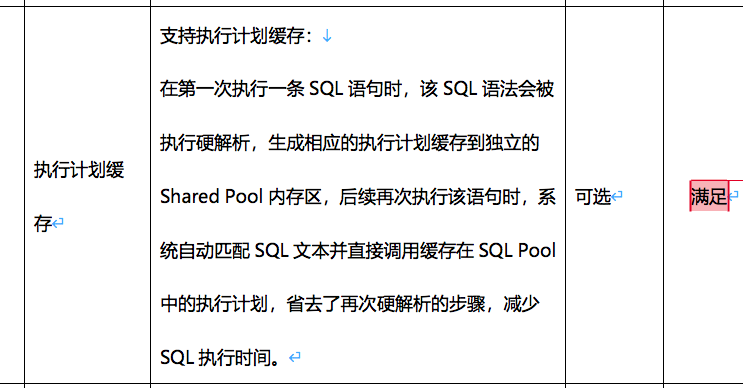 执行计划缓
存
支持执行计划缓存：
在第一次执行一条 SQL 语句时，该 SQL 语法会被
执行硬解析，生成相应的执行计划缓存到独立的
Shared Pool 内存区，后续再次执行该语句时，系
统自动匹配 SQL 文本并直接调用缓存在 SQL Pool
中的执行计划，省去了再次硬解析的步骤，减少
SQL 执行时间。
可选
满足